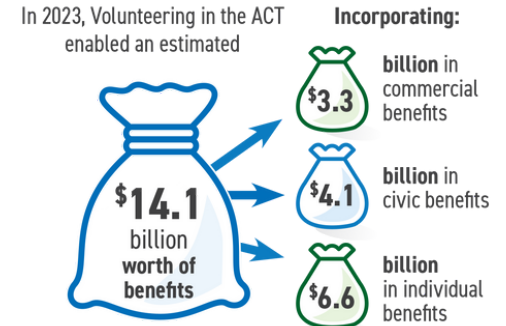 In 2023, Volunteering in the ACT
enabled an estimated
$14.1
billion
worth of
benefits
Incorporating:
$3.3
billion in
commercial
benefits
$4.1
billion in
civic benefits
$6.6
billion
in individual
benefits